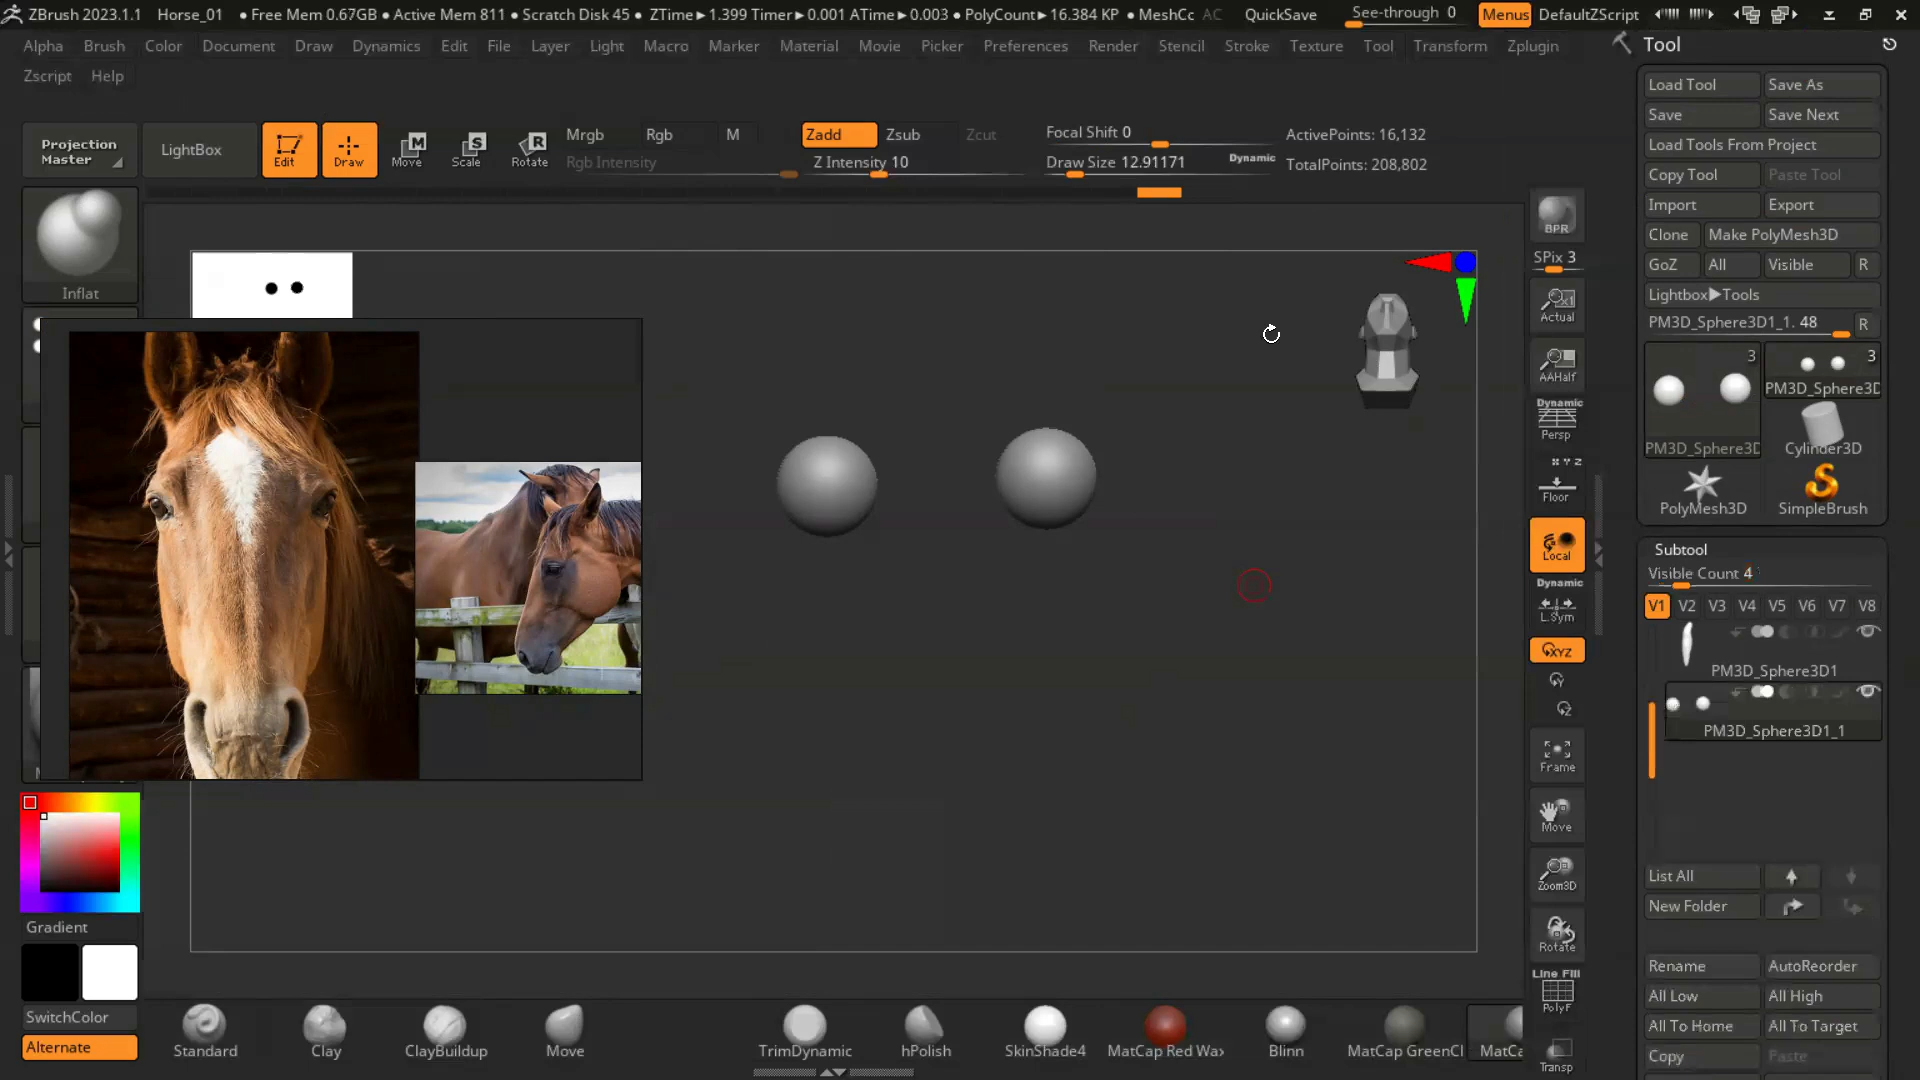 ZBrush 2023.1.1 Horse_01 ● Free Mem 0.67GB ● Active Mem 811 ● Scratch Disk 45 ● ZTime▶1.399 Timer▶0.001 ATime▶0.003 ● PolyCount▶16.384 KP ● MeshCc AC QuickSave See-through 0 Menus DefaultZScript
Alpha Brush Color Document Draw Dynamics Edit File Layer Light Macro Marker Material Movie Picker Preferences Render Stencil Stroke Texture Tool Transform Zplugin
Zscript Help
Tool
Load Tool Save As
Save Save Next
Load Tools From Project
Copy Tool Paste Tool
Import Export
Clone Make PolyMesh3D
GoZ All Visible R
Lightbox▶Tools
PM3D_Sphere3D1_1. 48 R
3 3
PM3D_Sphere3D
PM3D_Sphere3D Cylinder3D
PolyMesh3D SimpleBrush
Projection Master
LightBox
Edit Draw Move Scale Rotate
M S R
Mrgb Rgb M
Rgb Intensity
Zadd Zsub Zcut
Z Intensity 10
Focal Shift 0
Draw Size 12.91171 Dynamic
ActivePoints: 16,132
TotalPoints: 208,802
Inflat
BPR
SPix 3
Actual
AAHalf
Dynamic
Persp
X Y Z
Floor
Local
Dynamic
L.Sym
XYZ
Y
Z
Frame
Move
Zoom3D
Rotate
Line Fill
PolyF
Transp
Subtool
Visible Count 4
V1 V2 V3 V4 V5 V6 V7 V8
PM3D_Sphere3D1
PM3D_Sphere3D1_1
List All
New Folder
Rename AutoReorder
All Low All High
All To Home All To Target
Copy Paste
Gradient
SwitchColor
Alternate
Standard Clay ClayBuildup Move TrimDynamic hPolish SkinShade4 MatCap Red Wax Blinn MatCap GreenCl MatCa